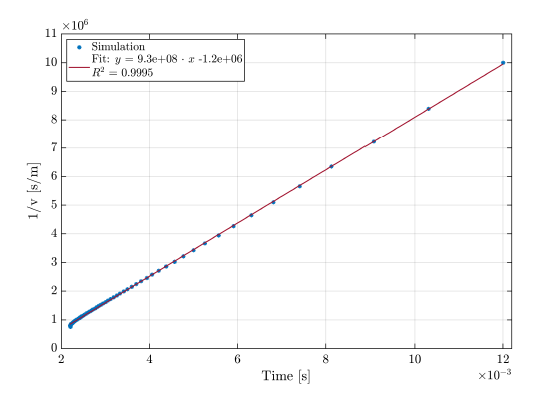 ×10⁶
11
10
9
8
7
6
5
4
3
2
1
0
1/v [s/m]
Simulation
Fit: y = 9.3e+08 · x -1.2e+06
R² = 0.9995
2 4 6 8 10 12
Time [s]
×10⁻³